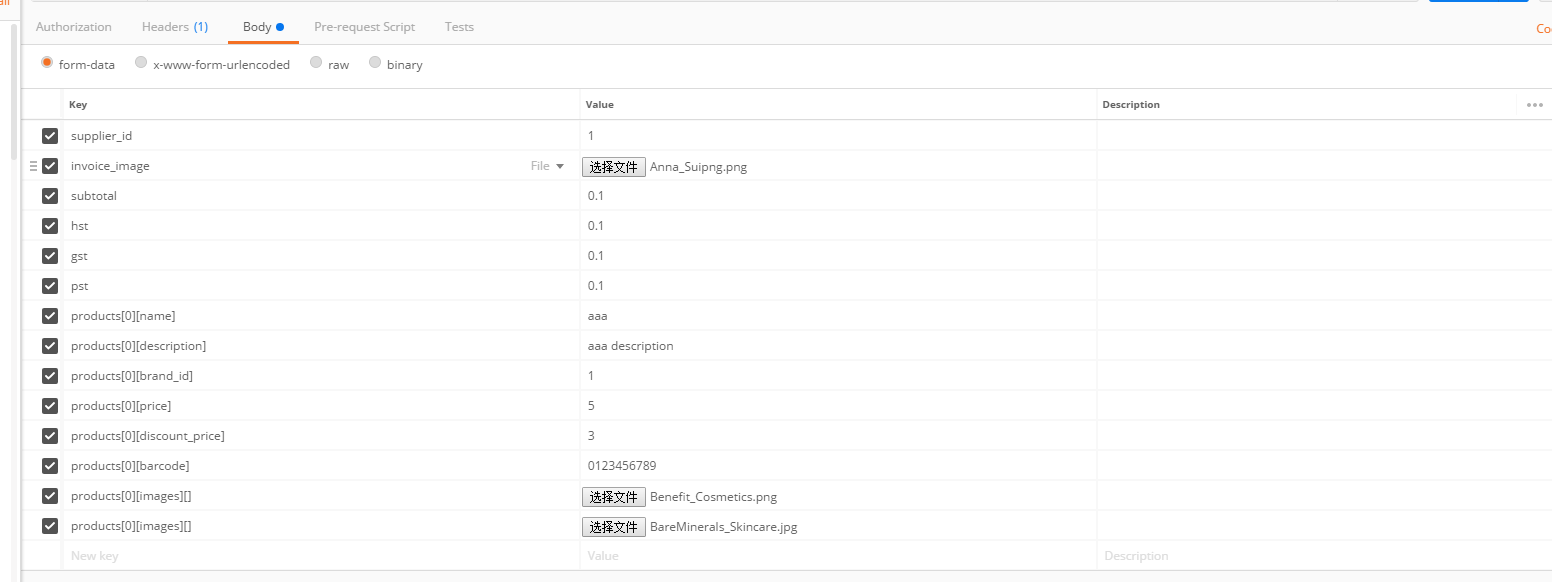 Authorization Headers (1) Body Pre-request Script Tests
form-data x-www-form-urlencoded raw binary
Key Value Description
supplier_id 1
invoice_image File 选择文件 Anna_Suipng.png
subtotal 0.1
hst 0.1
gst 0.1
pst 0.1
products[0][name] aaa
products[0][description] aaa description
products[0][brand_id] 1
products[0][price] 5
products[0][discount_price] 3
products[0][barcode] 0123456789
products[0][images][] 选择文件 Benefit_Cosmetics.png
products[0][images][] 选择文件 BareMinerals_Skincare.jpg
New key Value Description